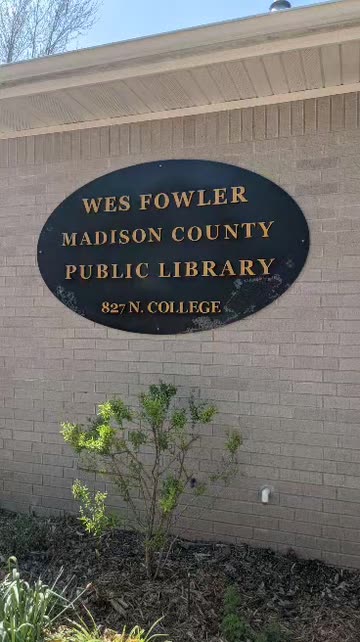 WES FOWLER
MADISON COUNTY
PUBLIC LIBRARY
827 N. COLLEGE